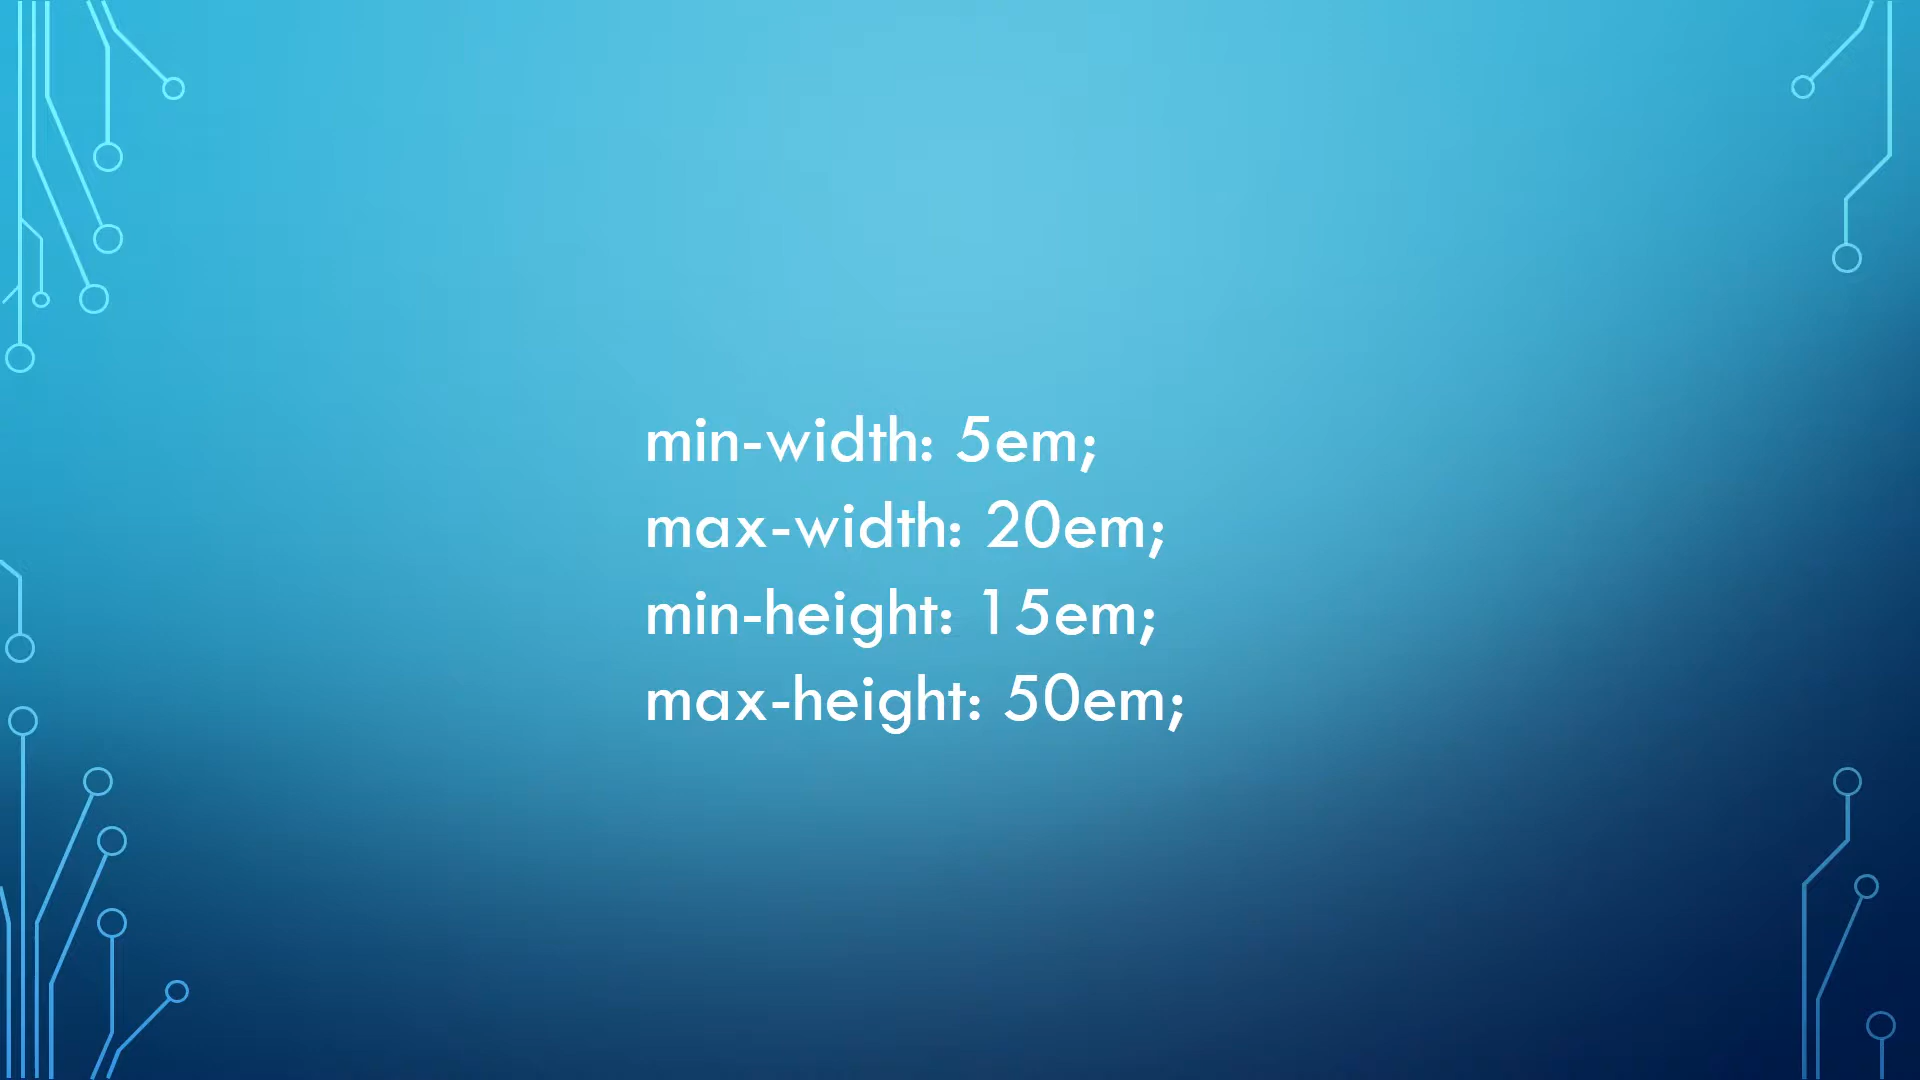 min-width: 5em;
max-width: 20em;
min-height: 15em;
max-height: 50em;